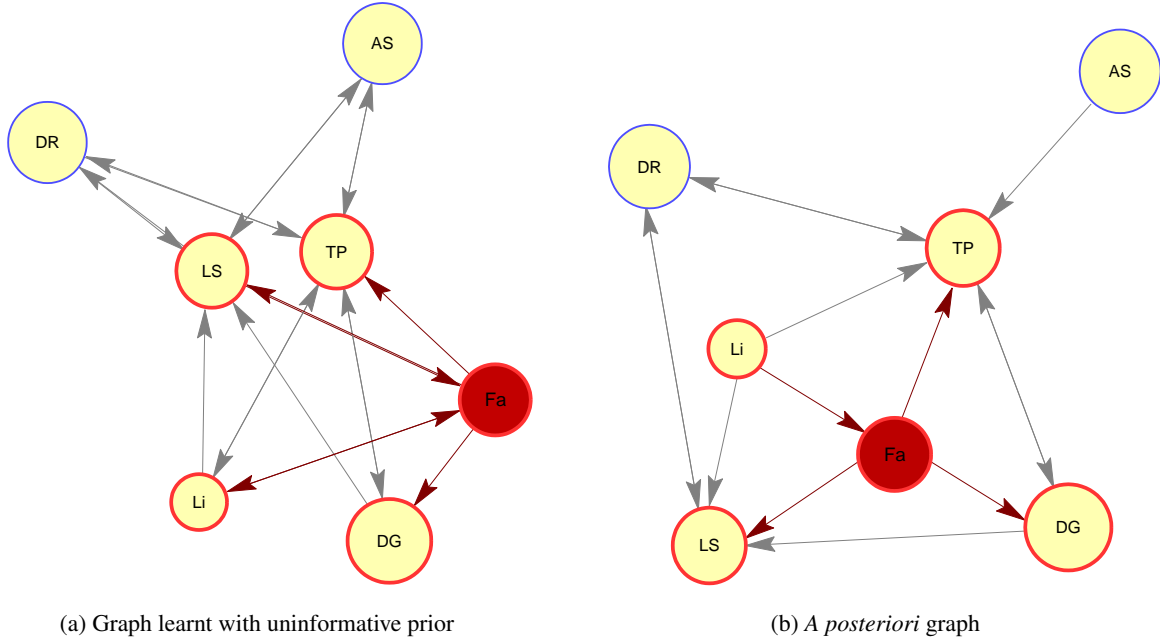 AS
DR
TP
LS
Fa
Li
DG
(a) Graph learnt with uninformative prior
AS
DR
TP
Li
Fa
DG
LS
(b) A posteriori graph